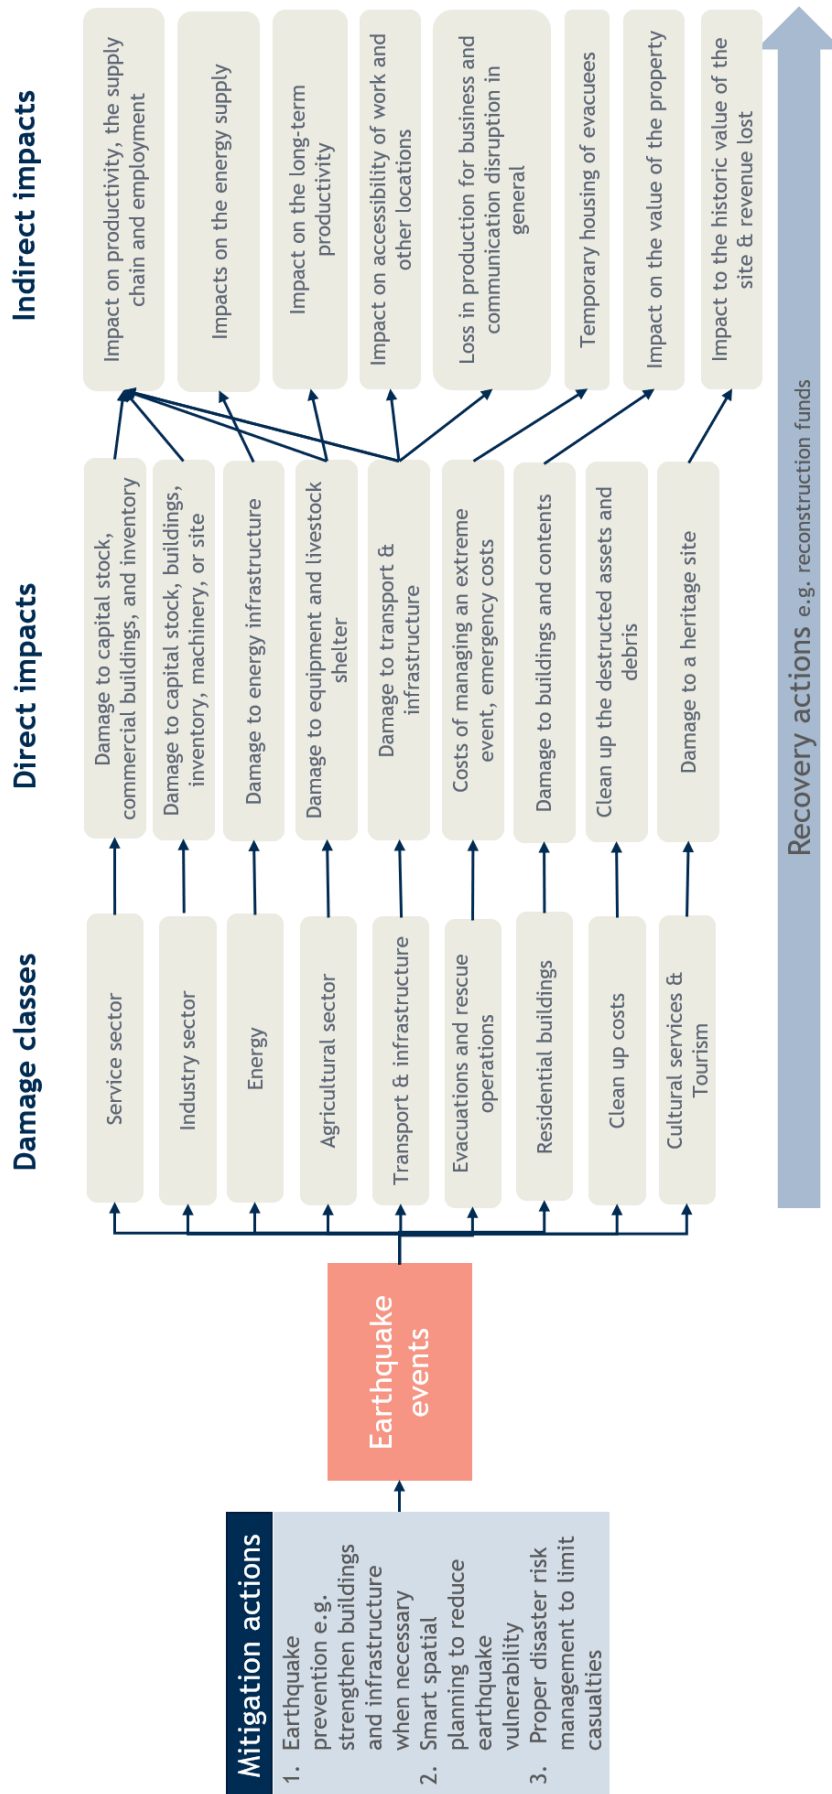 Mitigation actions
1. Earthquake
prevention e.g.
strengthen buildings
and infrastructure
when necessary
2. Smart spatial
planning to reduce
earthquake
vulnerability
3. Proper disaster risk
management to limit
casualties
Earthquake
events
Damage classes
Service sector
Industry sector
Energy
Agricultural sector
Transport & infrastructure
Evacuations and rescue
operations
Residential buildings
Clean up costs
Cultural services &
Tourism
Direct impacts
Damage to capital stock,
commercial buildings, and inventory
Damage to capital stock, buildings,
inventory, machinery, or site
Damage to energy infrastructure
Damage to equipment and livestock
shelter
Damage to transport &
infrastructure
Costs of managing an extreme
event, emergency costs
Damage to buildings and contents
Clean up the destructed assets and
debris
Damage to a heritage site
Indirect impacts
Impact on productivity, the supply
chain and employment
Impacts on the energy supply
Impact on the long-term
productivity
Impact on accessibility of work and
other locations
Loss in production for business and
communication disruption in
general
Temporary housing of evacuees
Impact on the value of the property
Impact to the historic value of the
site & revenue lost
Recovery actions e.g. reconstruction funds